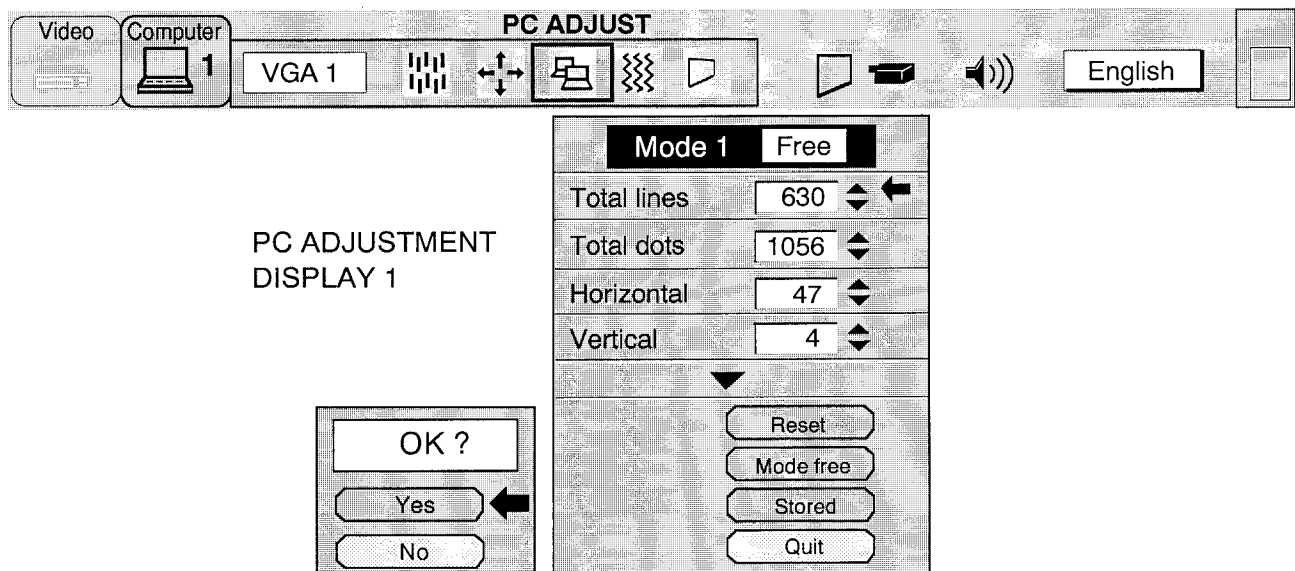 PC ADJUST
Video
Computer
1
VGA 1
English
Mode 1 Free
Total lines 630
Total dots 1056
Horizontal 47
Vertical 4
PC ADJUSTMENT
DISPLAY 1
Reset
Mode free
Stored
Quit
OK ?
Yes
No